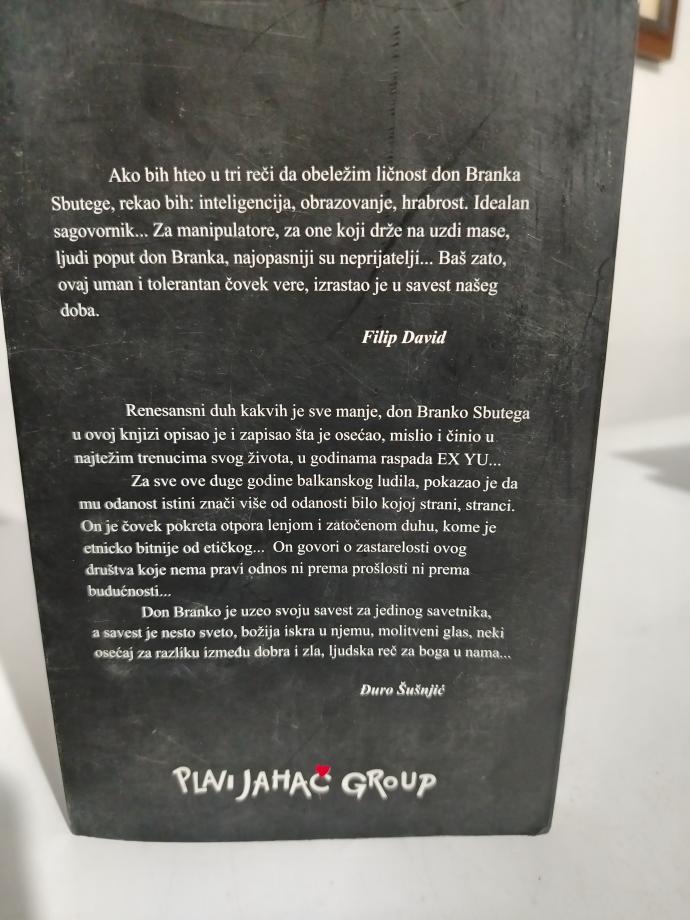 Ako bih hteo u tri reči da obeležim ličnost don Branka
Sbutege, rekao bih: inteligencija, obrazovanje, hrabrost. Idealan
sagovornik... Za manipulatore, za one koji drže na uzdi mase,
ljudi poput don Branka, najopasniji su neprijatelji... Baš zato,
ovaj uman i tolerantan čovek vere, izrastao je u savest našeg
doba.
Filip David
Renesansni duh kakvih je sve manje, don Branko Sbutega
u ovoj knjizi opisao je i zapisao šta je osećao, mislio i činio u
najtežim trenucima svog života, u godinama raspada EX YU...
Za sve ove duge godine balkanskog ludila, pokazao je da
mu odanost istini znači više od odanosti bilo kojoj strani, stranci.
On je čovek pokreta otpora lenjom i zatočenom duhu, kome je
etnicko bitnije od etičkog... On govori o zastarelosti ovog
društva koje nema pravi odnos ni prema prošlosti ni prema
budućnosti...
Don Branko je uzeo svoju savest za jedinog savetnika,
a savest je nesto sveto, božija iskra u njemu, molitveni glas, neki
osećaj za razliku između dobra i zla, ljudska reč za boga u nama...
Đuro Šušnjić
PLAVI JAHAČ GROUP